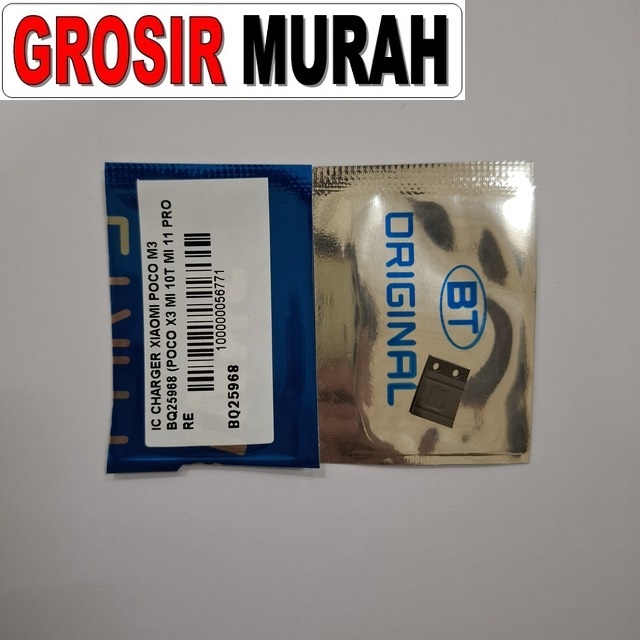 GROSIR MURAH
IC CHARGER XIAOMI POCO M3
BQ25968 (POCO X3 MI 10T MI 11 PRO
RE
100000056771
BQ25968
BT
ORIGINAL